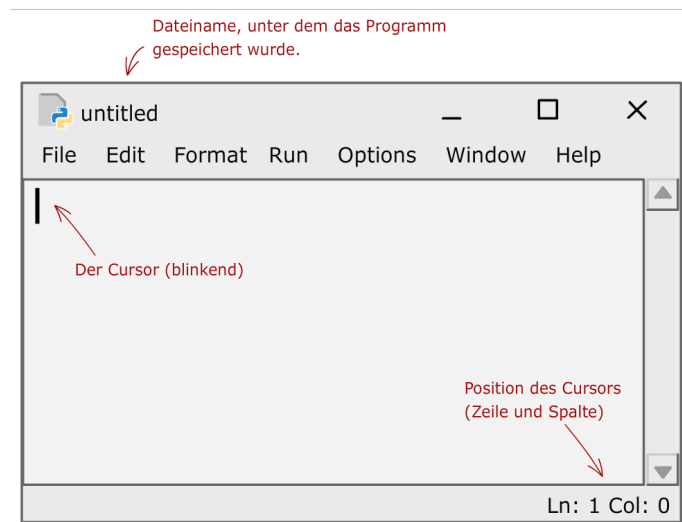 Dateiname, unter dem das Programm
gespeichert wurde.
untitled
File Edit Format Run Options Window Help
Der Cursor (blinkend)
Position des Cursors
(Zeile und Spalte)
Ln: 1 Col: 0